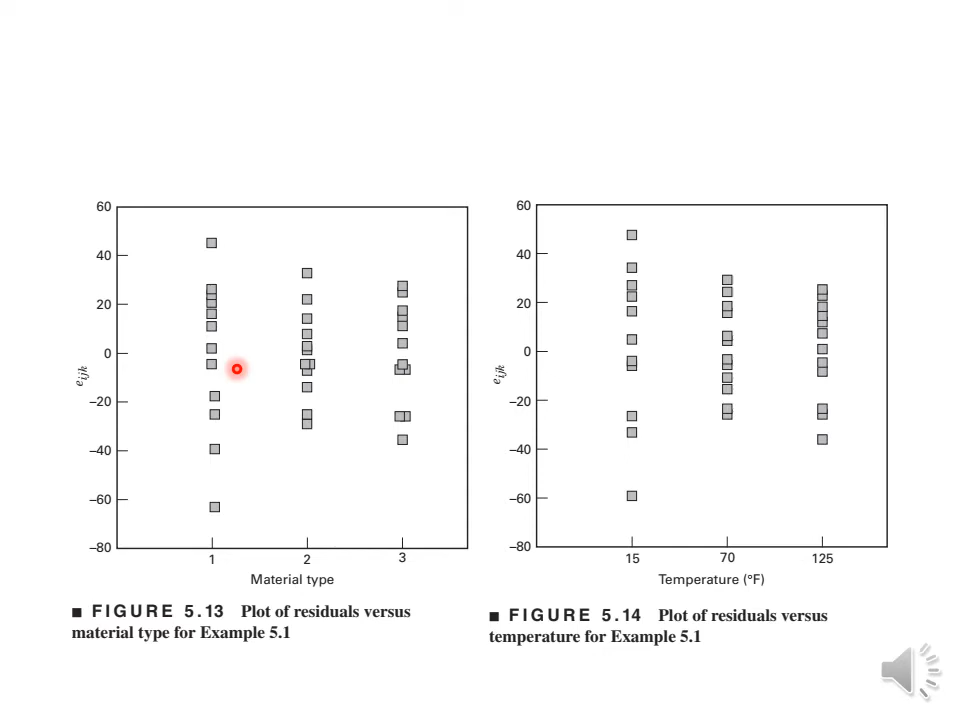 60
40
20
0
–20
–40
–60
–80
e_ijk
1 2 3
Material type
■ FIGURE 5.13 Plot of residuals versus
material type for Example 5.1
60
40
20
0
–20
–40
–60
–80
e_ijk
15 70 125
Temperature (°F)
■ FIGURE 5.14 Plot of residuals versus
temperature for Example 5.1